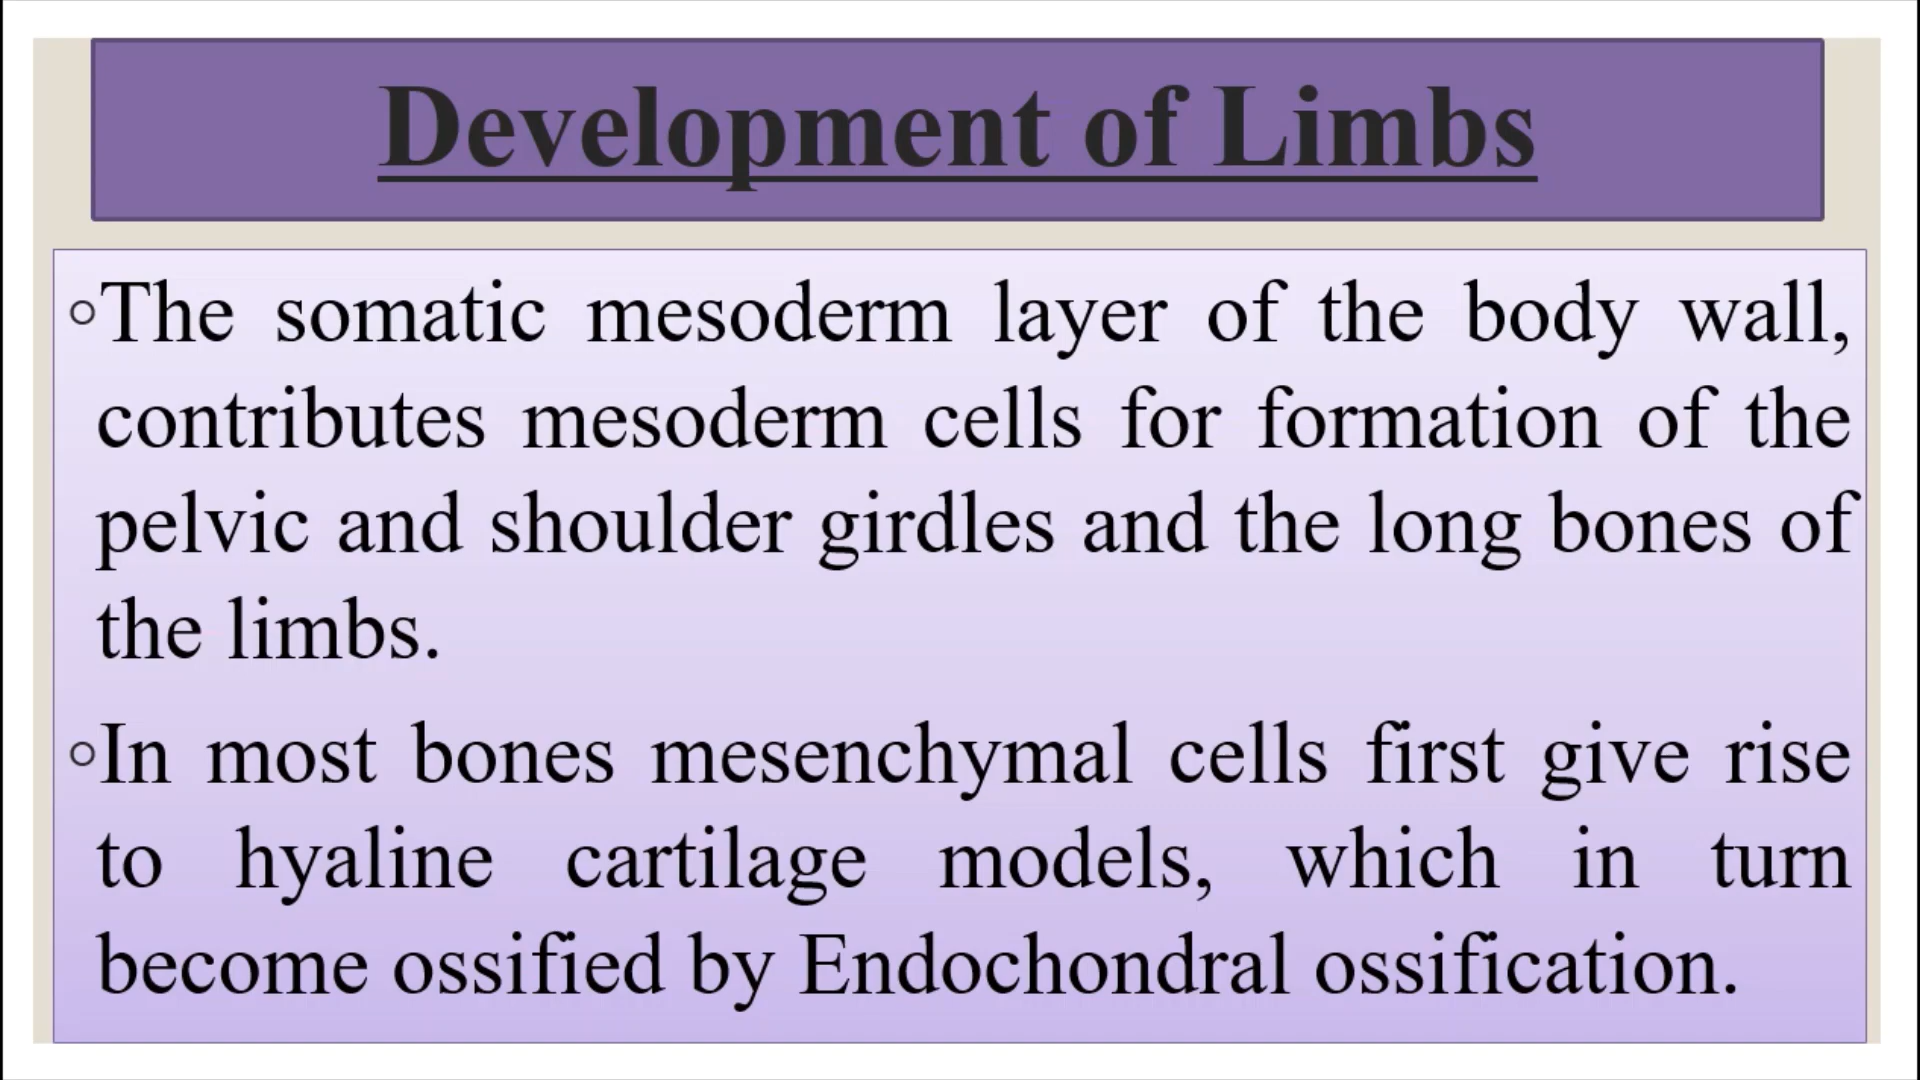 Development of Limbs
◦The somatic mesoderm layer of the body wall,
contributes mesoderm cells for formation of the
pelvic and shoulder girdles and the long bones of
the limbs.
◦In most bones mesenchymal cells first give rise
to hyaline cartilage models, which in turn
become ossified by Endochondral ossification.